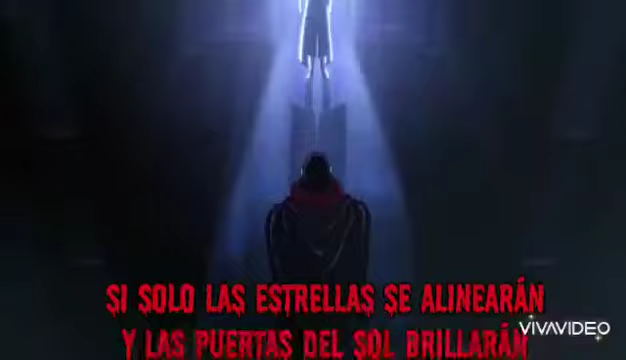 SI SOLO LAS ESTRELLAS SE ALINEARÁN
Y LAS PUERTAS DEL SOL BRILLARÁN
VIVAVIDEO